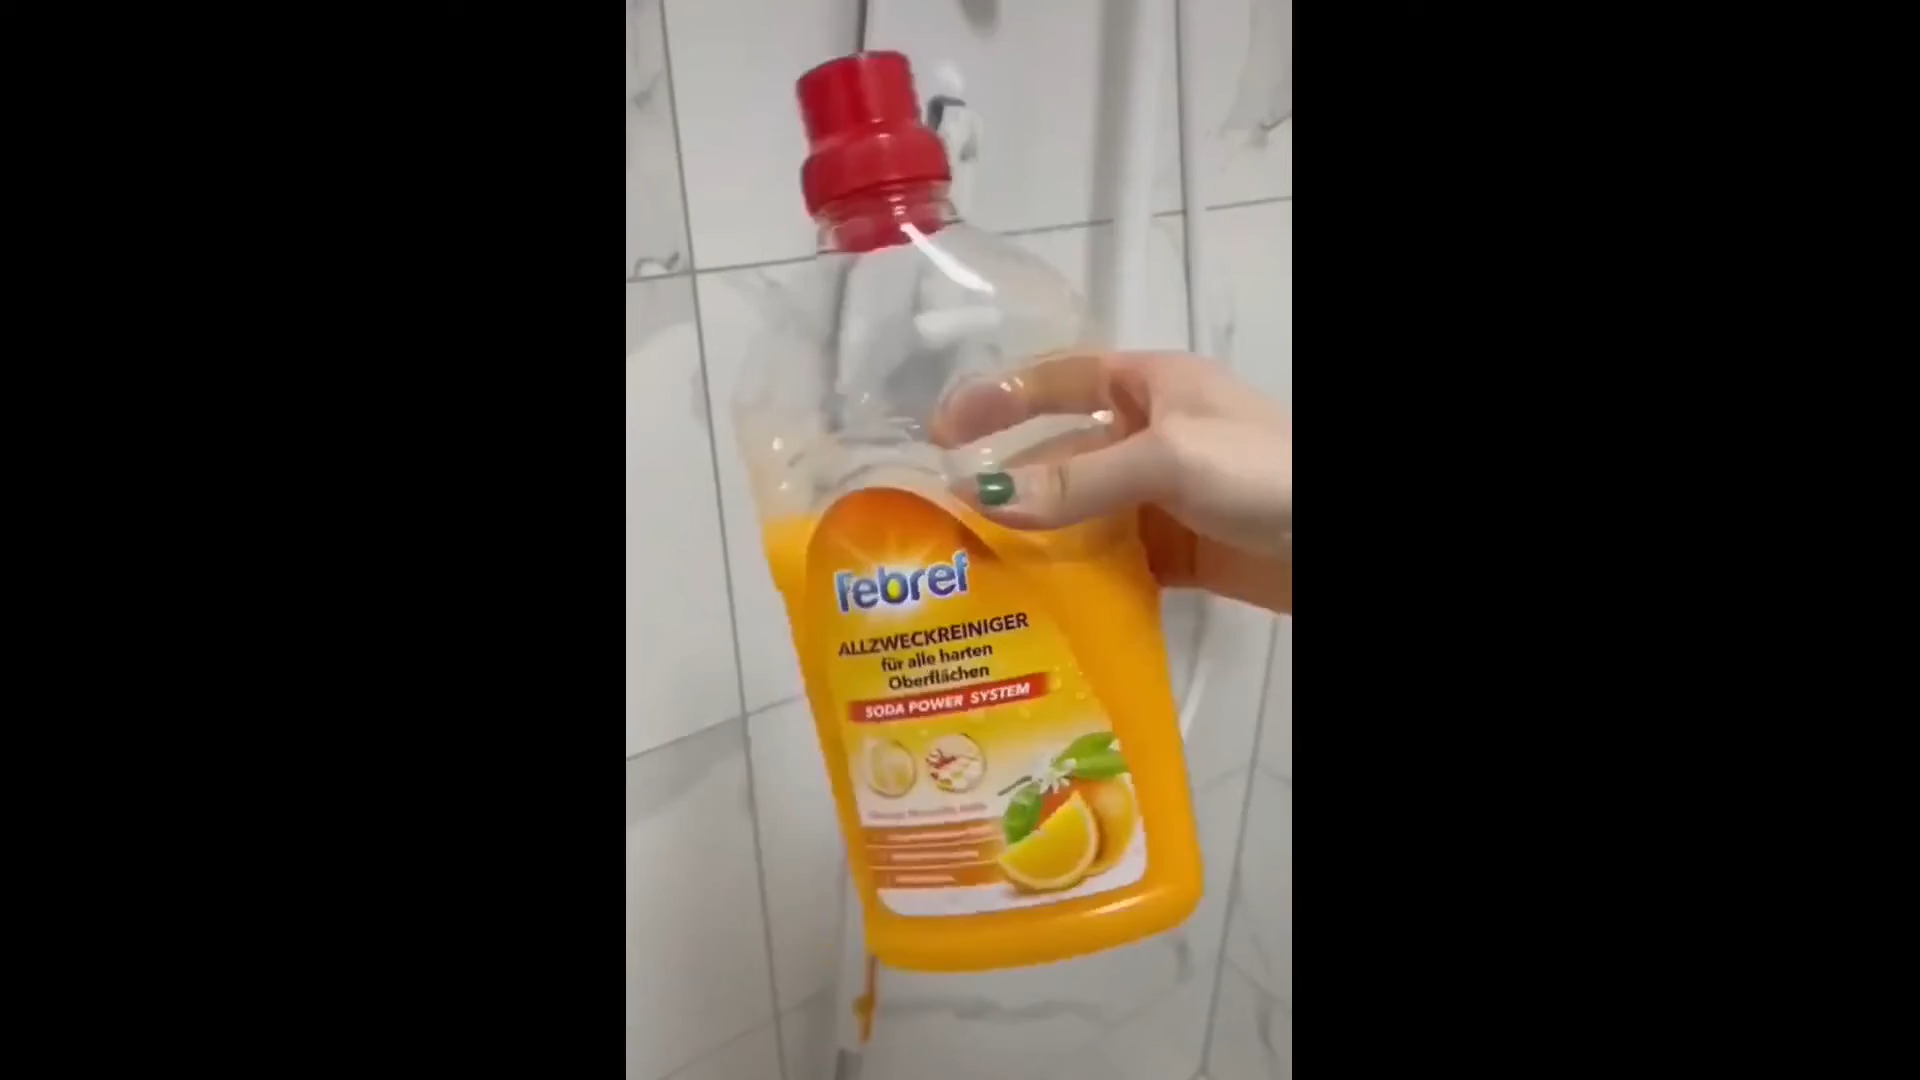 Febref
ALLZWECKREINIGER
für alle harten
Oberflächen
SODA POWER SYSTEM